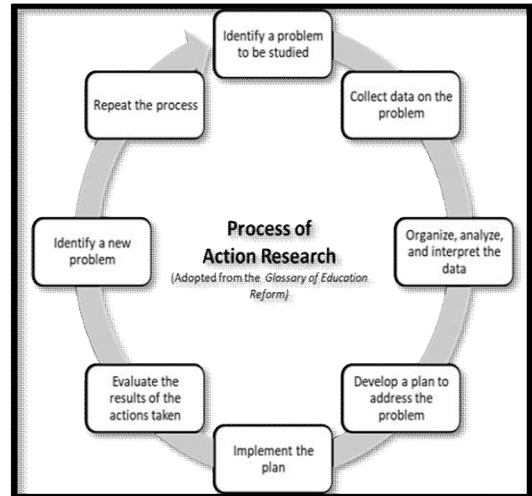 Identify a problem
to be studied
Collect data on the
problem
Organize, analyze,
and interpret the
data
Develop a plan to
address the
problem
Implement the
plan
Evaluate the
results of the
actions taken
Identify a new
problem
Repeat the process
Process of
Action Research
(Adopted from the Glossary of Education
Reform)